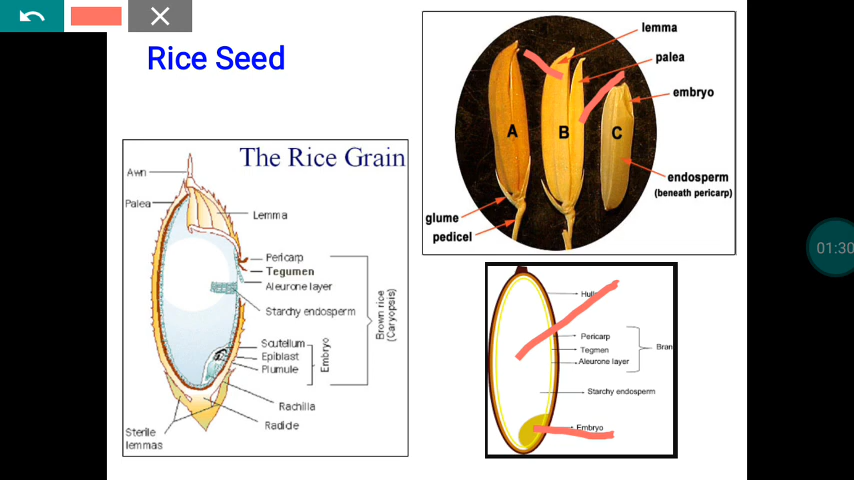 Rice Seed
The Rice Grain
Awn
Palea
Lemma
Pericarp
Tegumen
Aleurone layer
Starchy endosperm
Scutellum
Epiblast
Plumule
Embryo
Brown rice
(Caryopsis)
Rachilla
Radide
Sterile
lemmas
lemma
palea
embryo
A
B
C
endosperm
(beneath pericarp)
glume
pedicel
Pericarp
Tegmen
Aleurone layer
Bran
Starchy endosperm
Embryo
01:30